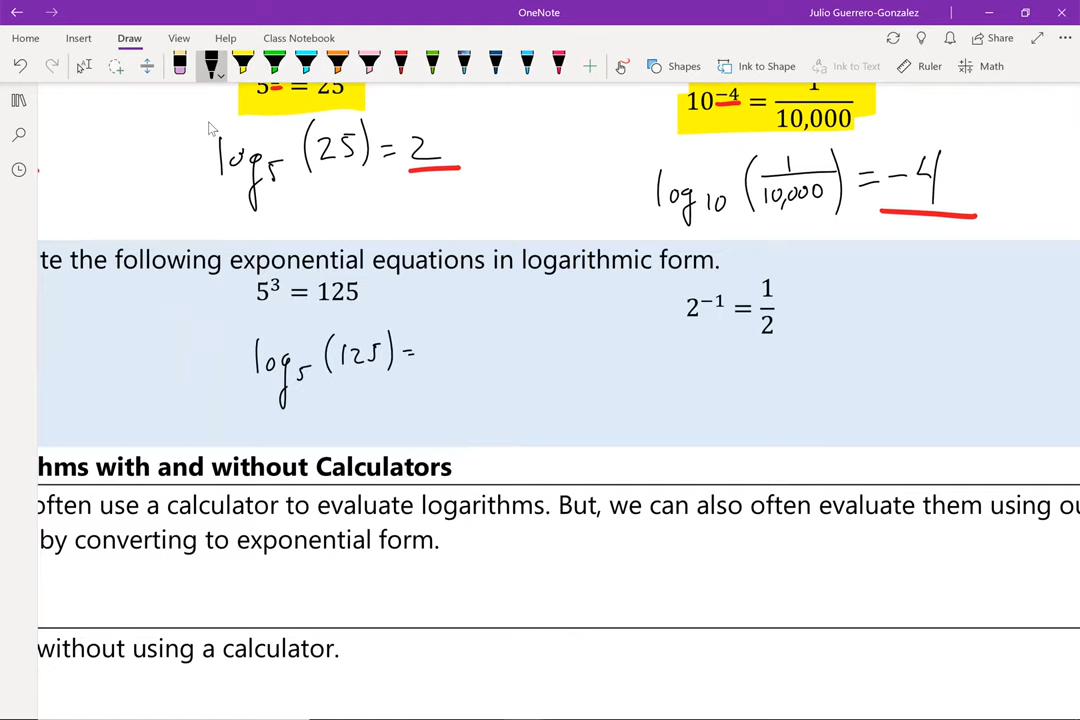 OneNote
Julio Guerrero-Gonzalez
Home Insert Draw View Help Class Notebook
Share
Shapes Ink to Shape Ink to Text Ruler Math
= 25
10⁻⁴ = 1/10,000
log₅ (25) = 2
log₁₀ (1/10,000) = -4
te the following exponential equations in logarithmic form.
5³ = 125
2⁻¹ = 1/2
log₅ (125) =
hms with and without Calculators
often use a calculator to evaluate logarithms. But, we can also often evaluate them using ou
by converting to exponential form.
without using a calculator.